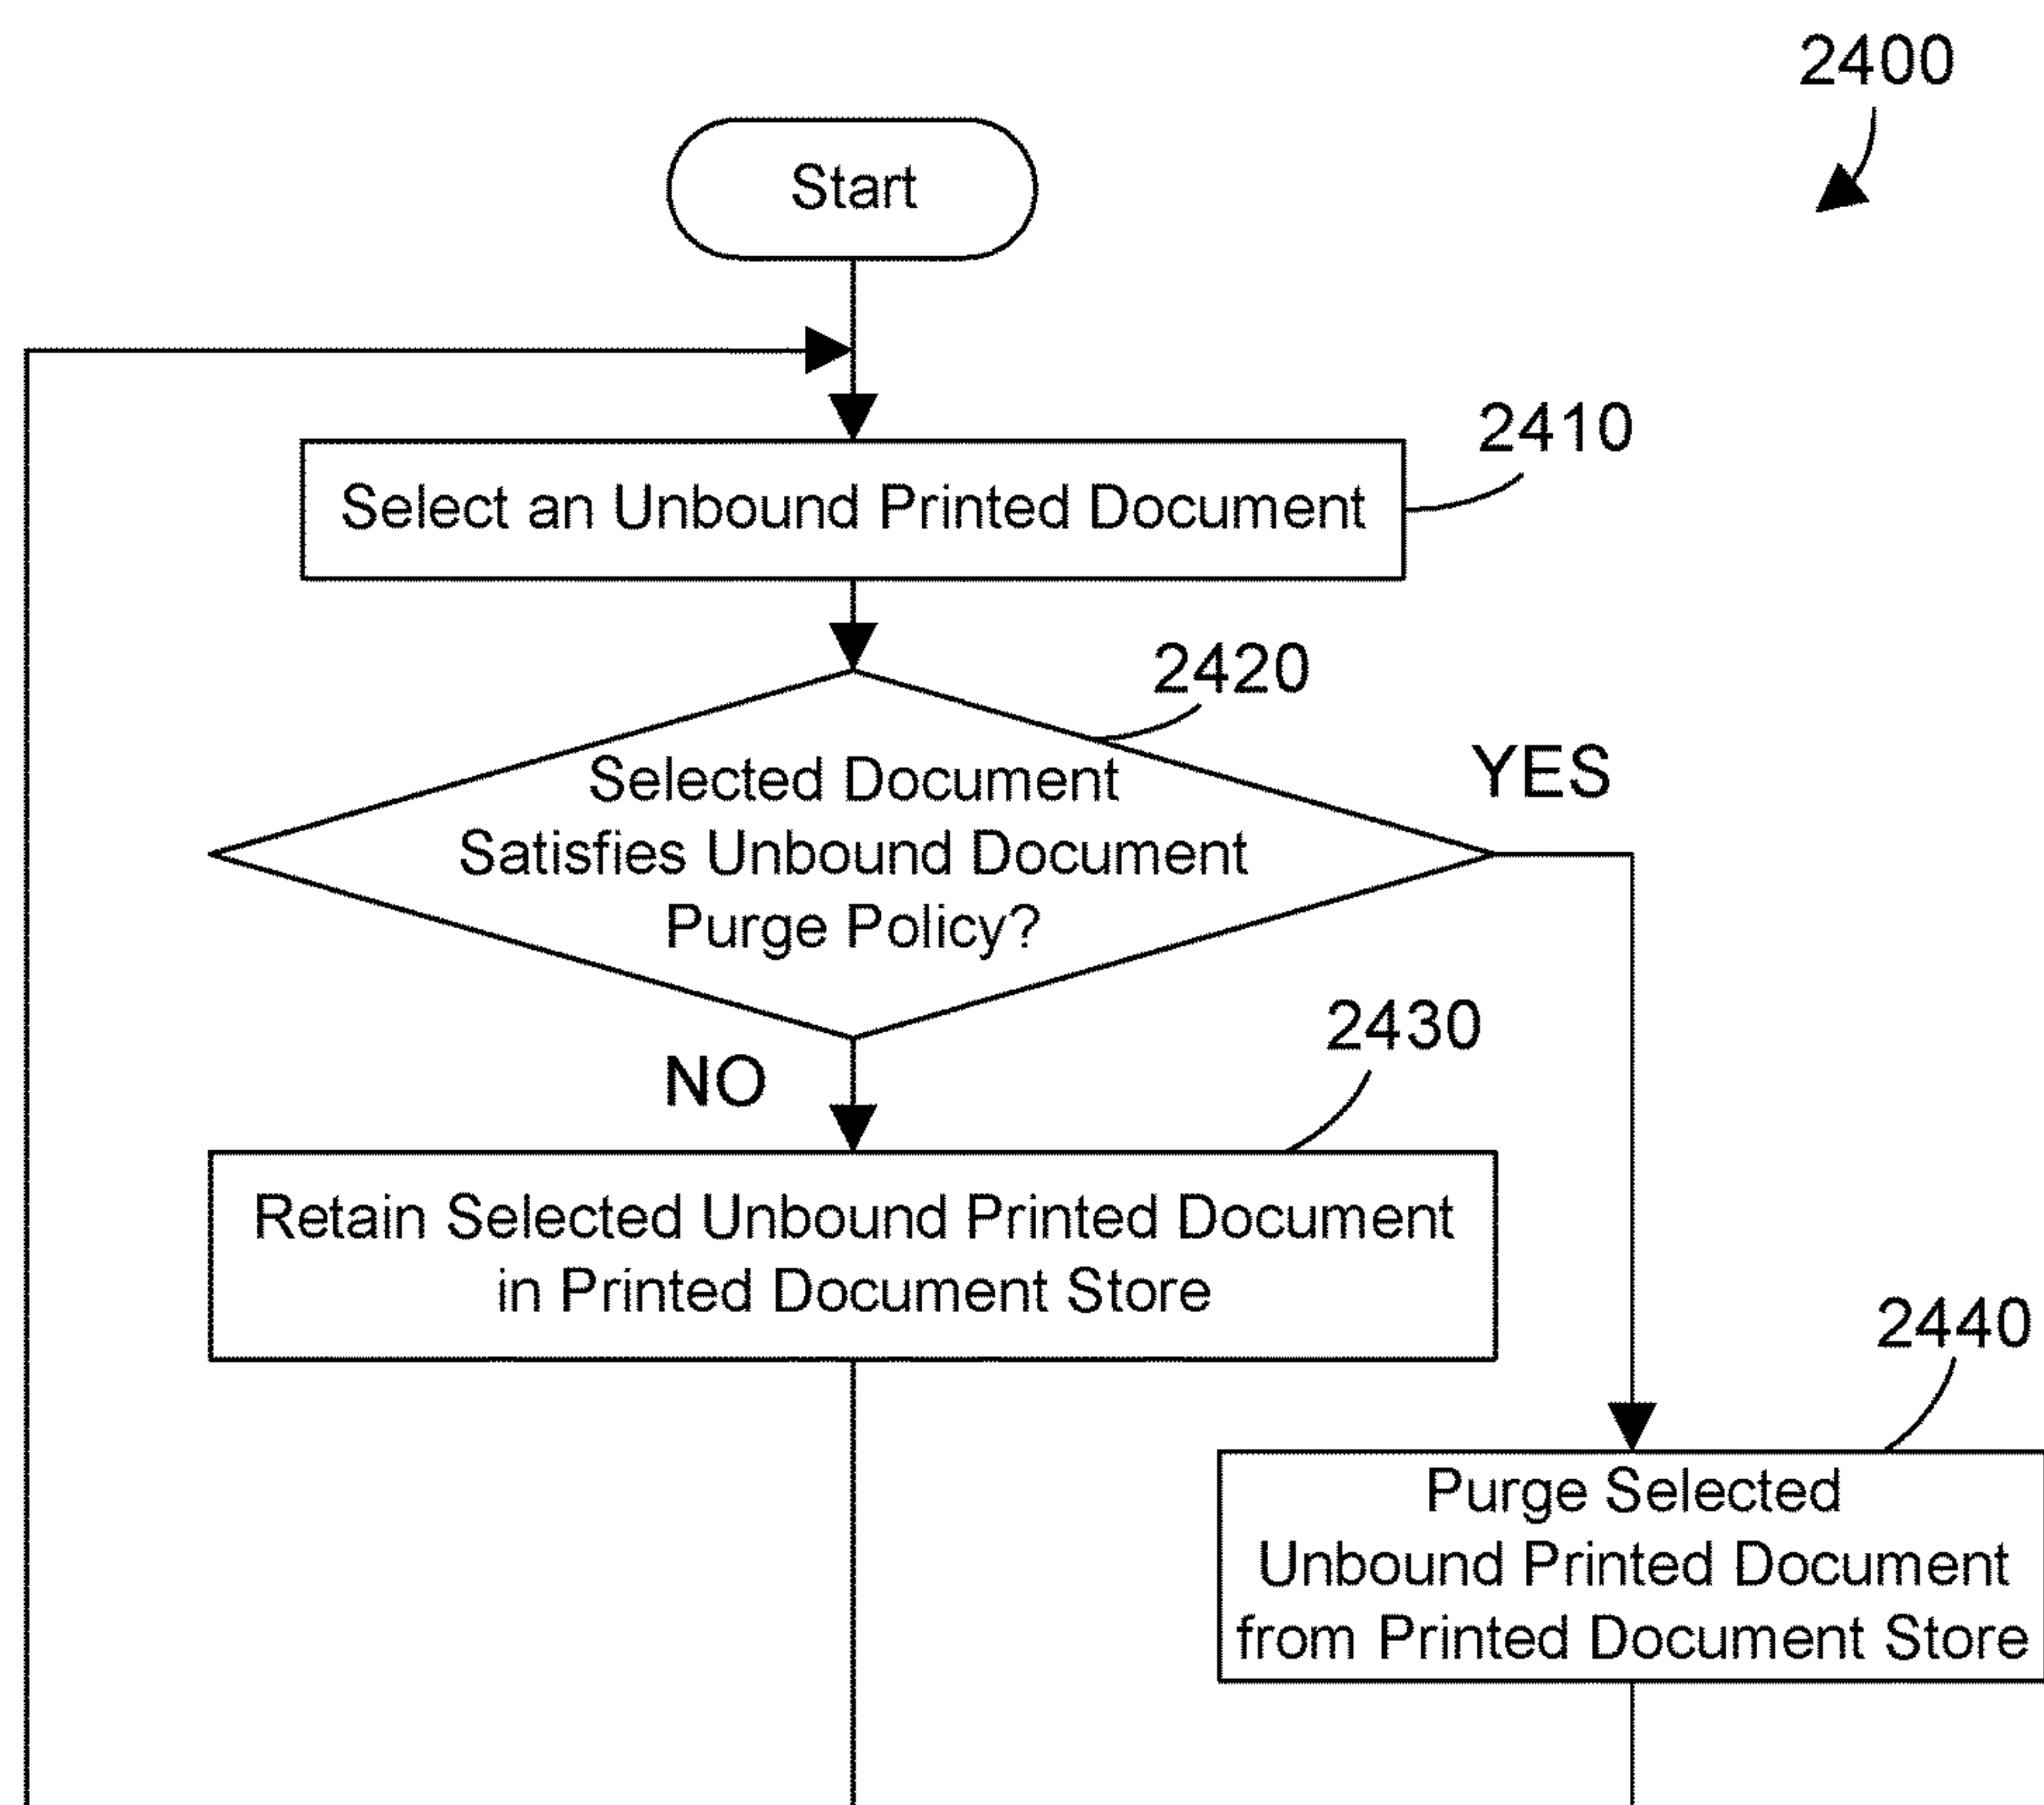 2400
Start
2410
Select an Unbound Printed Document
2420
YES
Selected Document
Satisfies Unbound Document
Purge Policy?
NO
2430
Retain Selected Unbound Printed Document
in Printed Document Store
2440
Purge Selected
Unbound Printed Document
from Printed Document Store